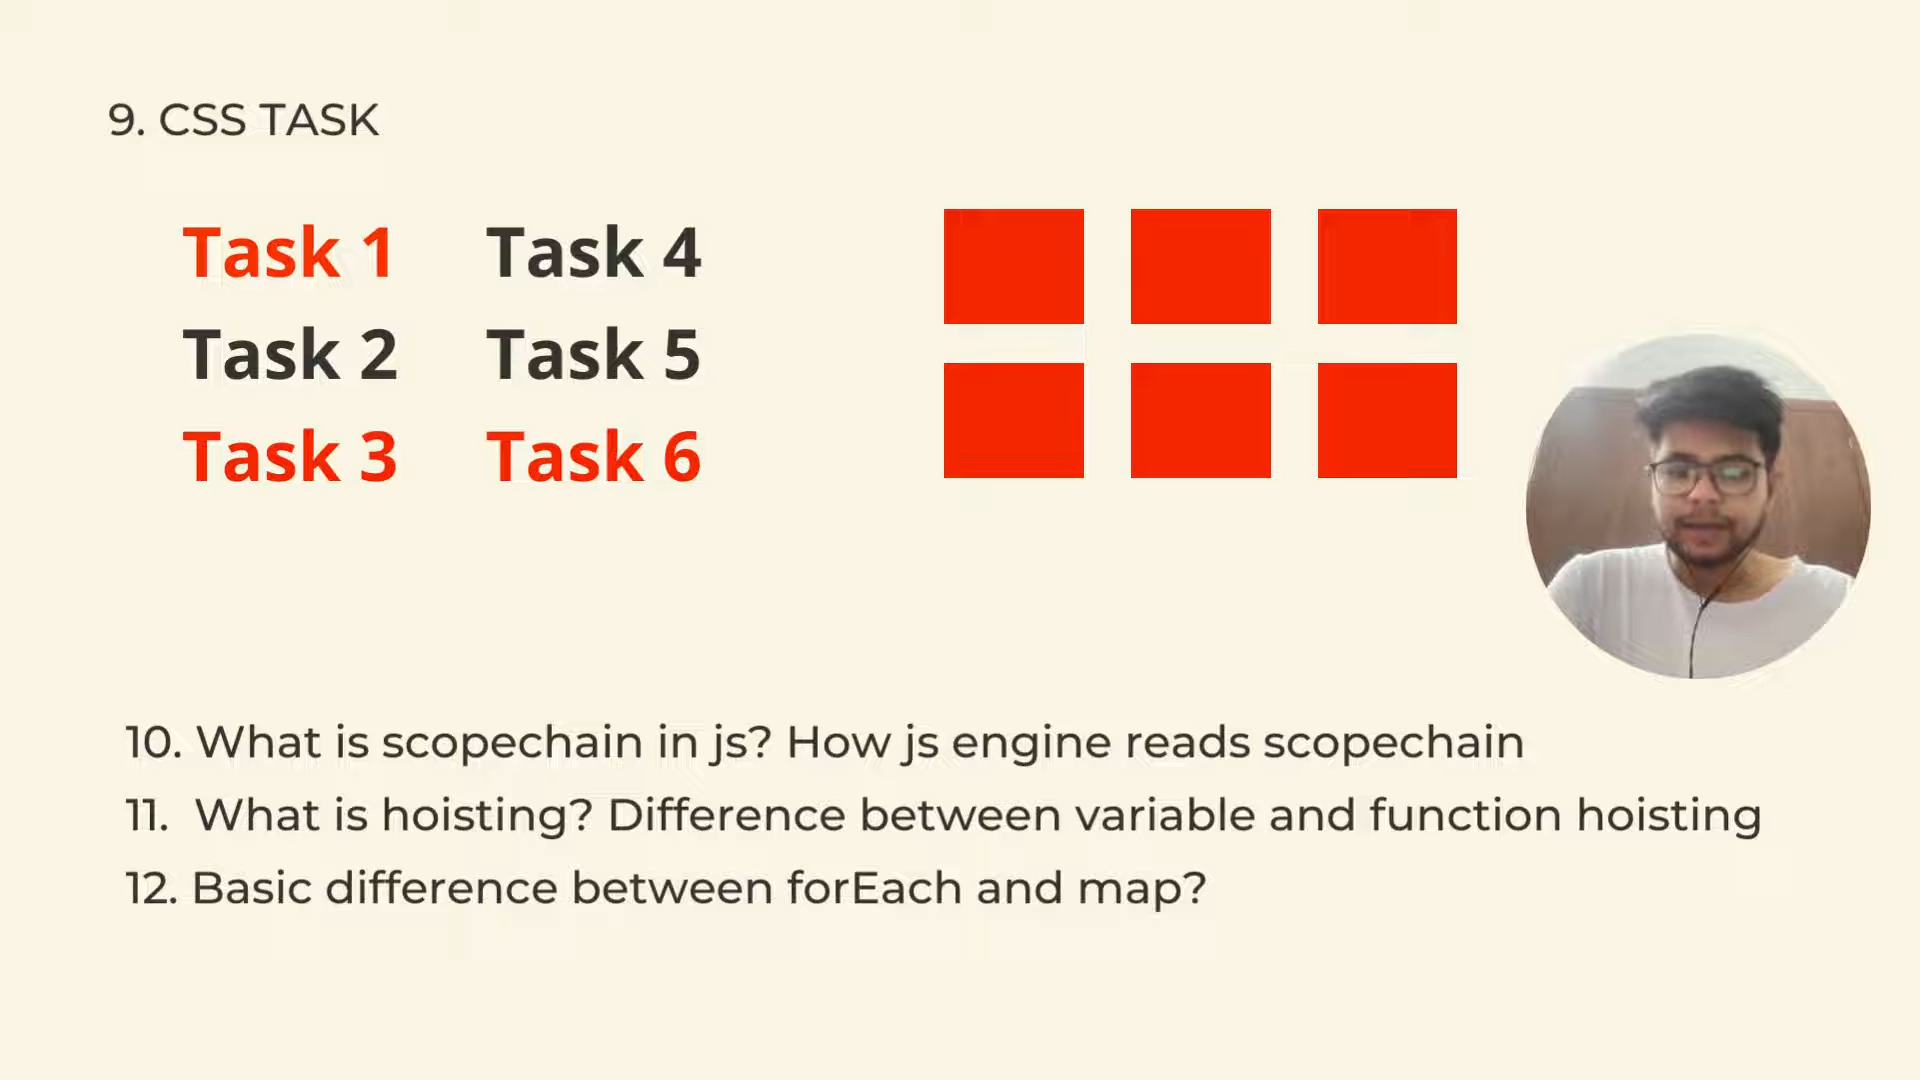 9. CSS TASK
Task 1 Task 4
Task 2 Task 5
Task 3 Task 6
10. What is scopechain in js? How js engine reads scopechain
11. What is hoisting? Difference between variable and function hoisting
12. Basic difference between forEach and map?